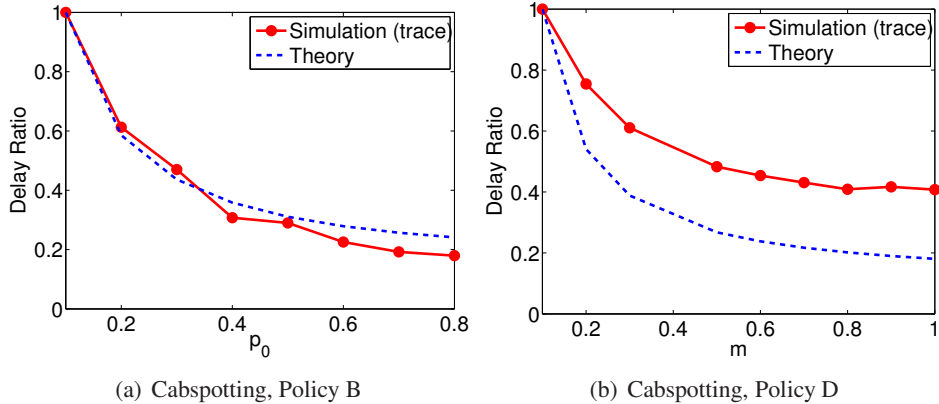 Simulation (trace)
Theory
Delay Ratio
1
0.8
0.6
0.4
0.2
0
0.2 0.4 0.6 0.8
p0
(a) Cabspotting, Policy B
Simulation (trace)
Theory
Delay Ratio
1
0.8
0.6
0.4
0.2
0
0.2 0.4 0.6 0.8 1
m
(b) Cabspotting, Policy D